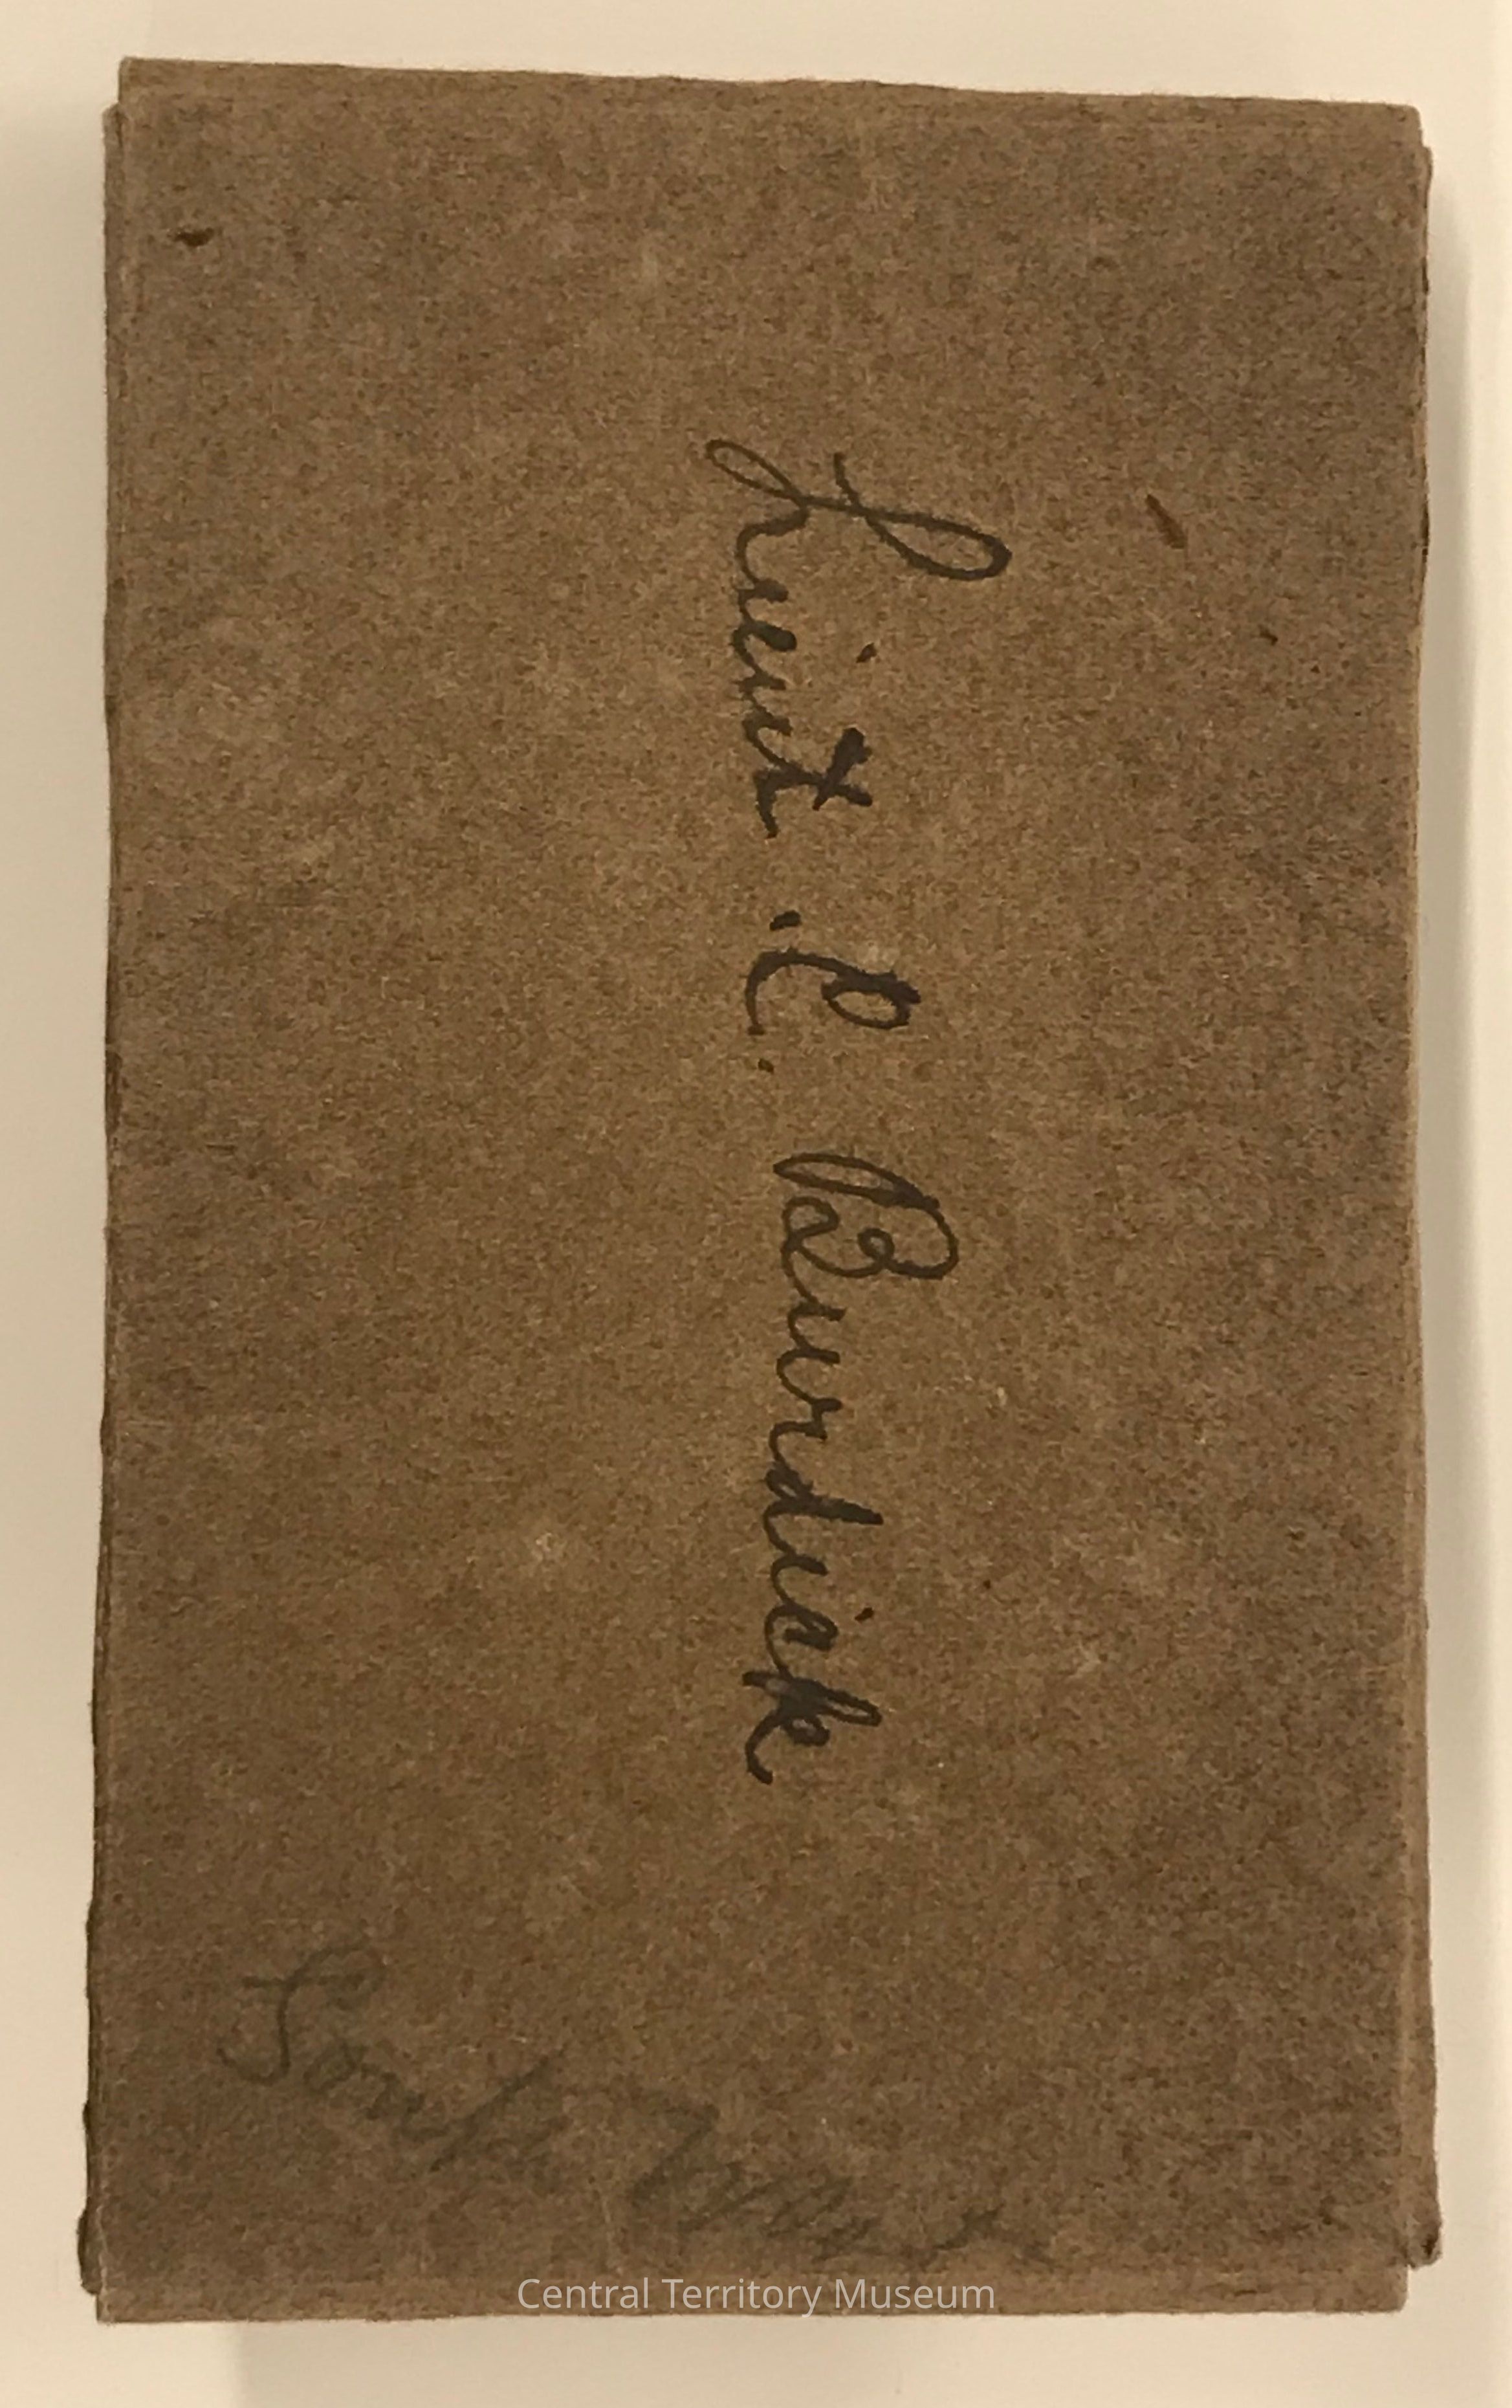 Lieut. C. Burdick
Central Territory Museum